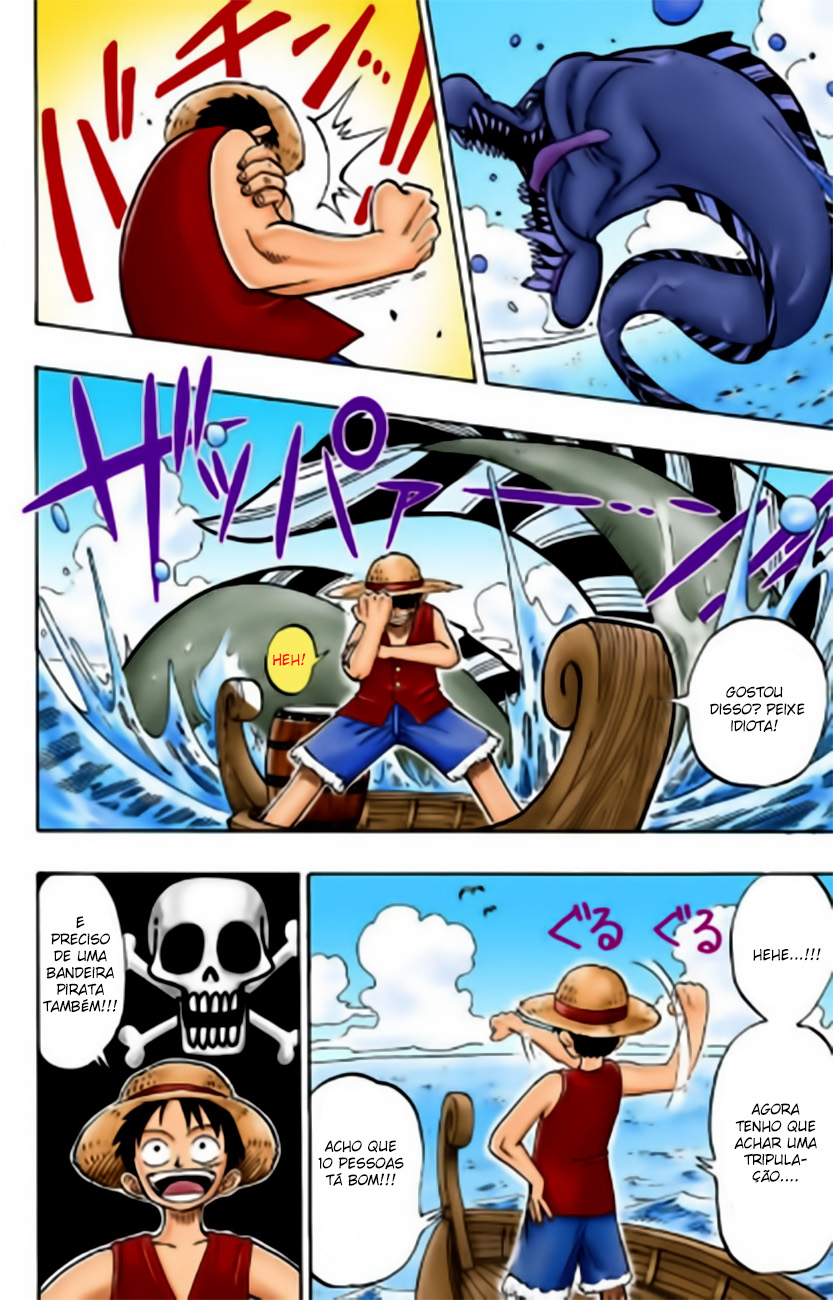 バチン!!
ザッパァーン…!!
HEH!
GOSTOU
DISSO? PEIXE
IDIOTA!
HEHE...!!!
AGORA
TENHO QUE
ACHAR UMA
TRIPULA-
ÇÃO....
ぐる ぐる
ACHO QUE
10 PESSOAS
TÁ BOM!!!
E
PRECISO
DE UMA
BANDEIRA
PIRATA
TAMBÉM!!!